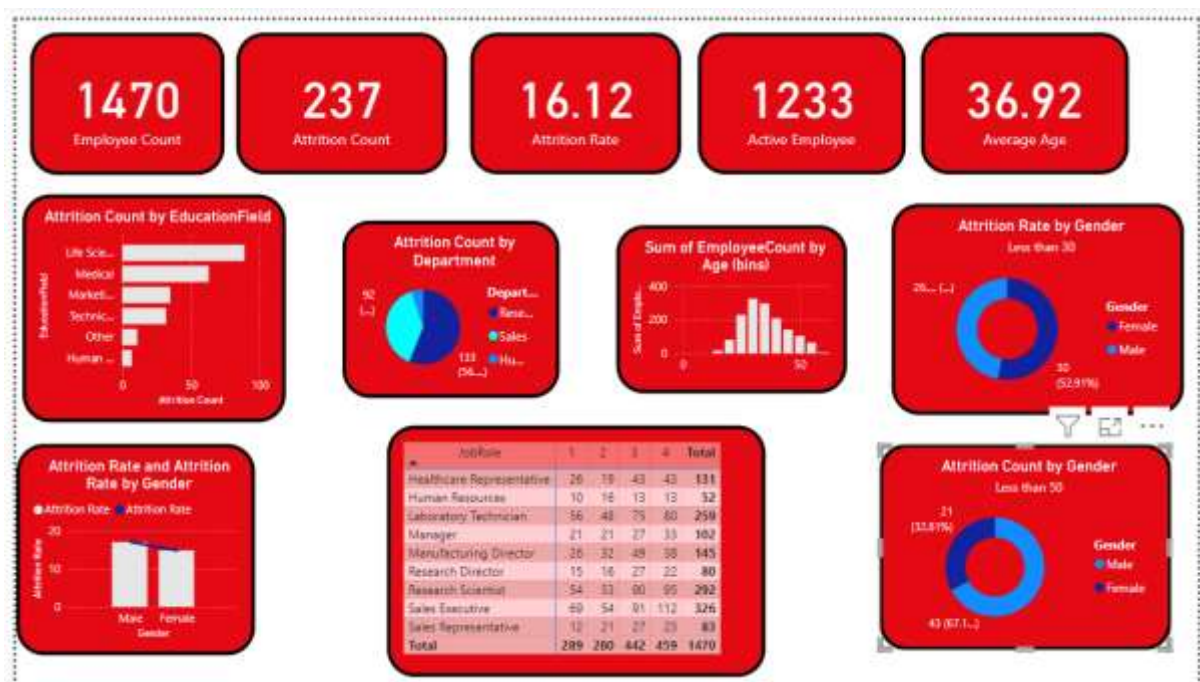 1470
Employee Count
237
Attrition Count
16.12
Attrition Rate
1233
Active Employee
36.92
Average Age
Attrition Count by EducationField
EducationField
Life Scie...
Medical
Marketi...
Technic...
Other
Human ...
0 50 100
Attrition Count
Attrition Count by
Department
92
(...)
133
(56....)
Depart...
Rese...
Sales
Hu...
Sum of EmployeeCount by
Age (bins)
Sum of Emplo...
400
200
0
0 50
Attrition Rate by Gender
Less than 30
26.... (...)
30
(52.91%)
Gender
Female
Male
Attrition Rate and Attrition
Rate by Gender
Attrition Rate Attrition Rate
Attrition Rate
20
10
0
Male Female
Gender
JobRole 1 2 3 4 Total
Healthcare Representative 26 19 43 43 131
Human Resources 10 16 13 13 52
Laboratory Technician 56 48 75 80 259
Manager 21 21 27 33 102
Manufacturing Director 26 32 49 38 145
Research Director 15 16 27 22 80
Research Scientist 54 53 90 95 292
Sales Executive 69 54 91 112 326
Sales Representative 12 21 27 23 83
Total 289 280 442 459 1470
Attrition Count by Gender
Less than 50
21
43 (67.1...)
Gender
Male
Female